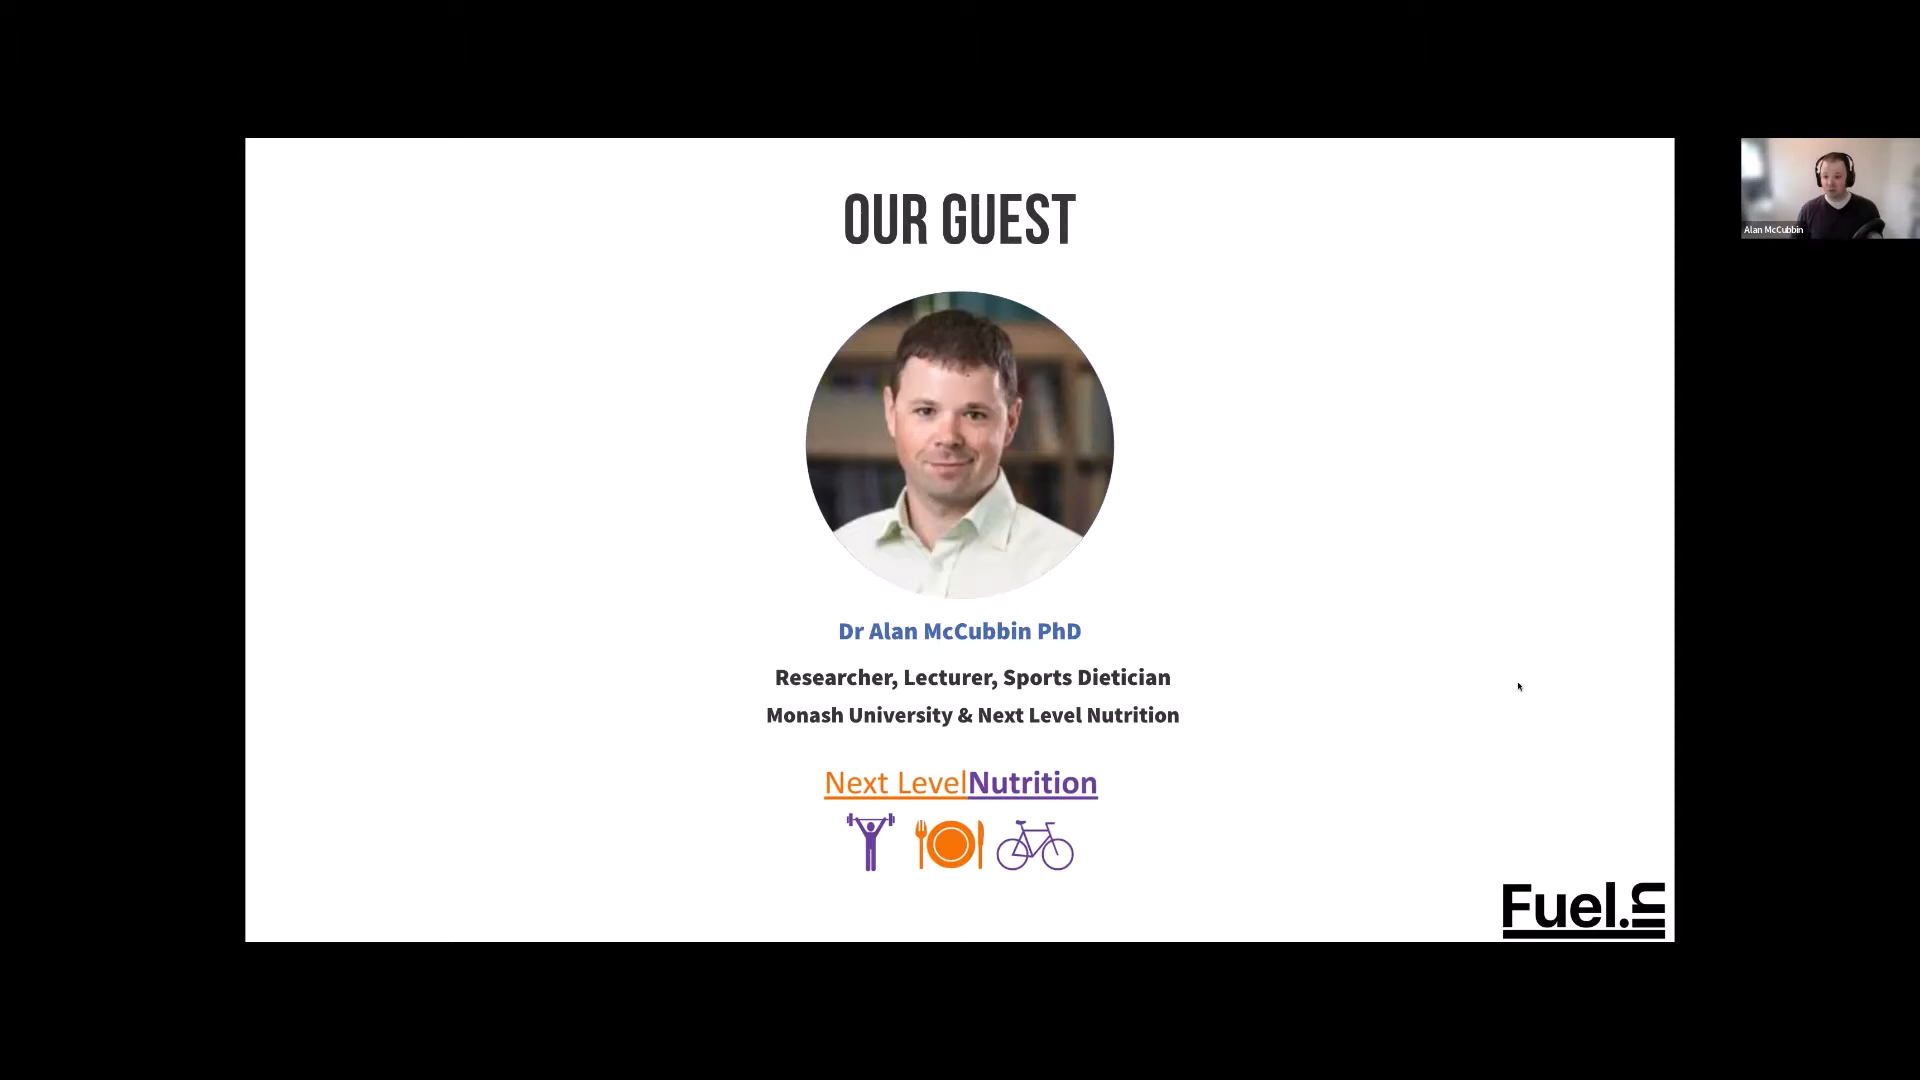 OUR GUEST
Alan McCubbin
Dr Alan McCubbin PhD
Researcher, Lecturer, Sports Dietician
Monash University & Next Level Nutrition
Next LevelNutrition
Fuel.in